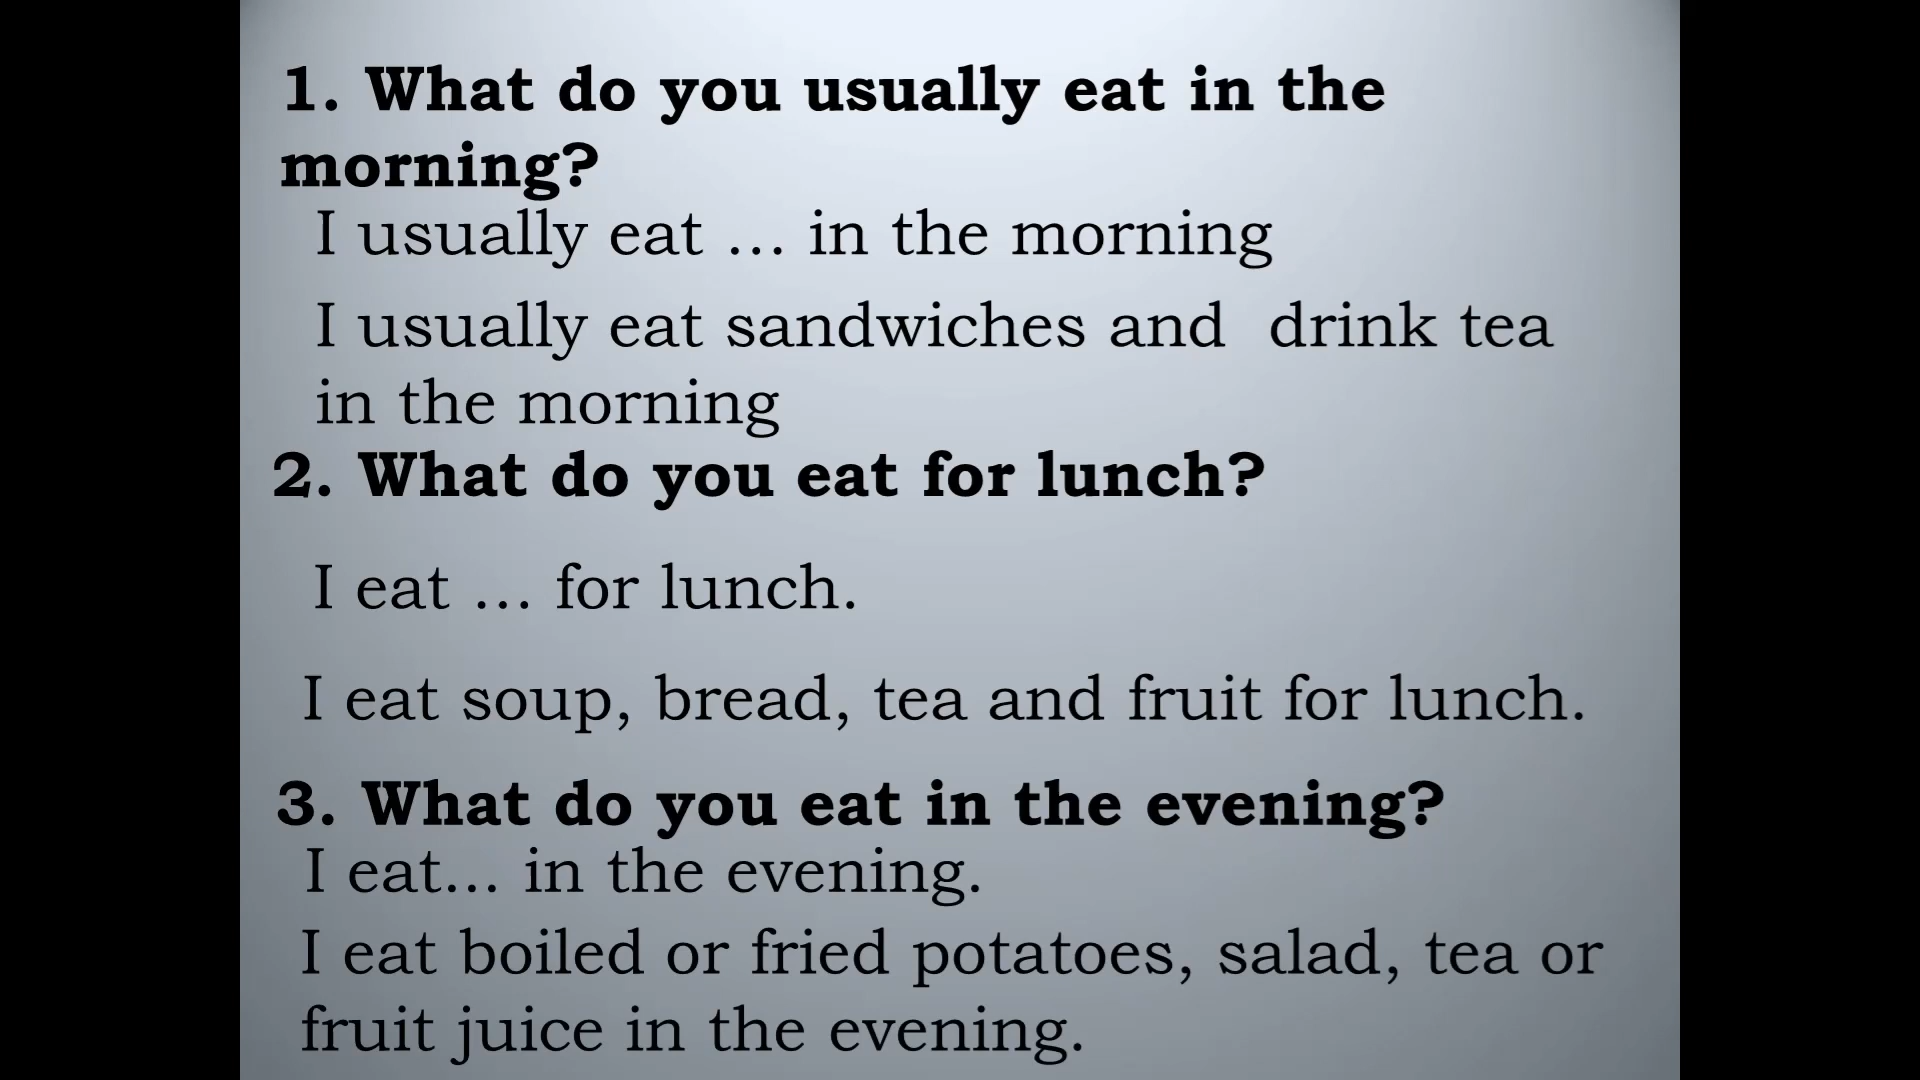 1. What do you usually eat in the
morning?
I usually eat … in the morning
I usually eat sandwiches and  drink tea
in the morning
2. What do you eat for lunch?
I eat … for lunch.
I eat soup, bread, tea and fruit for lunch.
3. What do you eat in the evening?
I eat… in the evening.
I eat boiled or fried potatoes, salad, tea or
fruit juice in the evening.